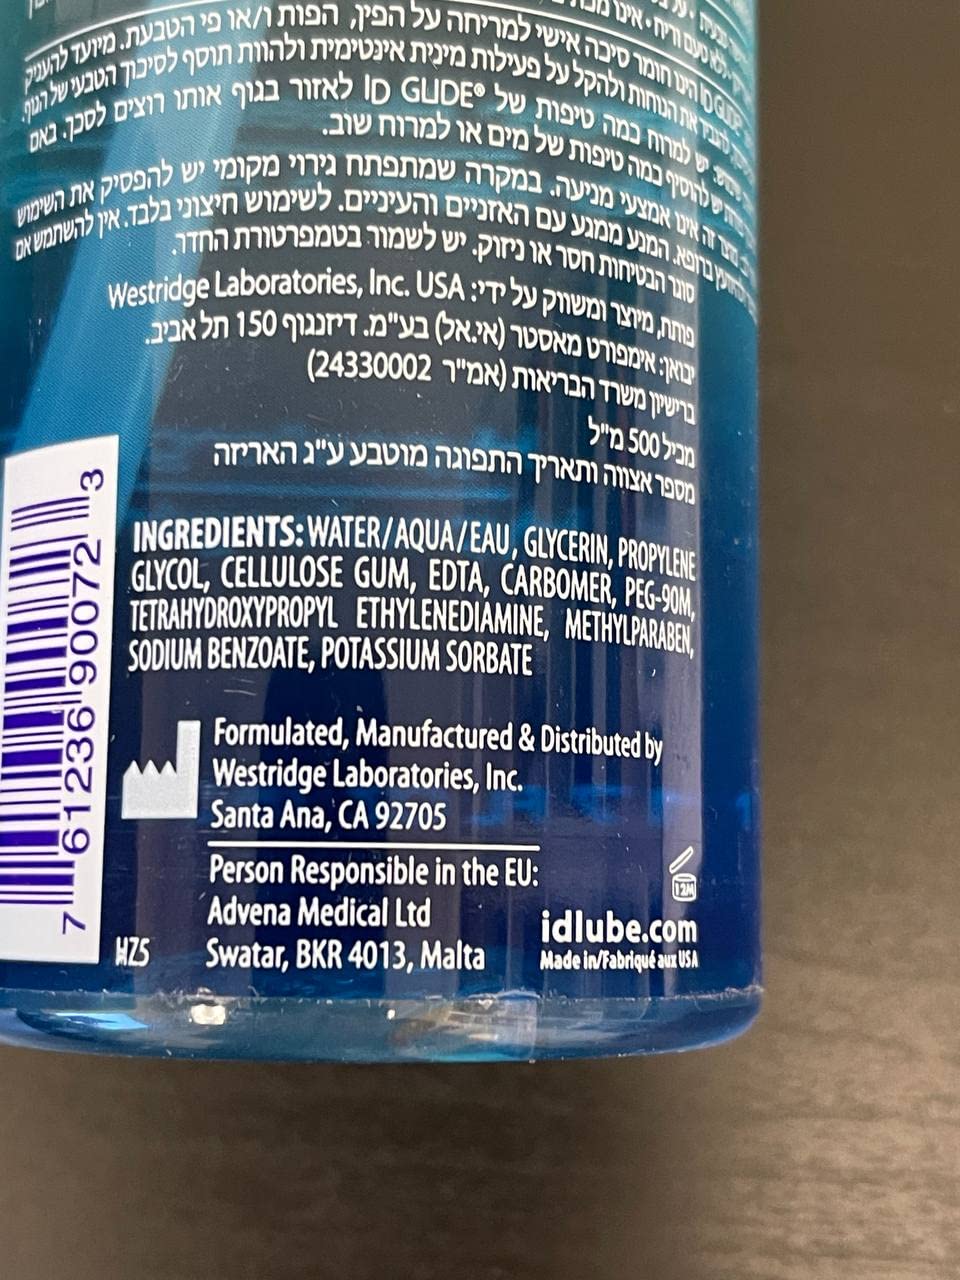 ID GLIDE® הינו חומר סיכה אישי למריחה על הפין, הפות ו/או פי הטבעת. מיועד להעניק
להגביר את הנוחות ולהקל על פעילות מינית אינטימית ולהוות תוסף לסיכוך הטבעי של הגוף.
יש למרוח כמה טיפות של ID GLIDE® לאזור בגוף אותו רוצים לסכך. באם
יש להוסיף כמה טיפות של מים או למרוח שוב.
זה אינו אמצעי מניעה. במקרה שמתפתח גירוי מקומי יש להפסיק את השימוש
ברופא. המנע ממגע עם האזניים והעיניים. לשימוש חיצוני בלבד. אין להשתמש אם
סוגר הבטיחות חסר או ניזוק. יש לשמור בטמפרטורת החדר.
פותח, מיוצר ומשווק על ידי: Westridge Laboratories, Inc. USA
יבואן: אימפורט מאסטר (אי.אל) בע"מ. דיזנגוף 150 תל אביב.
ברישיון משרד הבריאות (אמ"ר 24330002)
מכיל 500 מ"ל
מספר אצווה ותאריך התפוגה מוטבע ע"ג האריזה
INGREDIENTS: WATER/AQUA/EAU, GLYCERIN, PROPYLENE
GLYCOL, CELLULOSE GUM, EDTA, CARBOMER, PEG-90M,
TETRAHYDROXYPROPYL ETHYLENEDIAMINE, METHYLPARABEN,
SODIUM BENZOATE, POTASSIUM SORBATE
Formulated, Manufactured & Distributed by
Westridge Laboratories, Inc.
Santa Ana, CA 92705
Person Responsible in the EU:
Advena Medical Ltd
Swatar, BKR 4013, Malta
12M
idlube.com
Made in/Fabriqué aux USA
HZ5
7 61236 90072 3